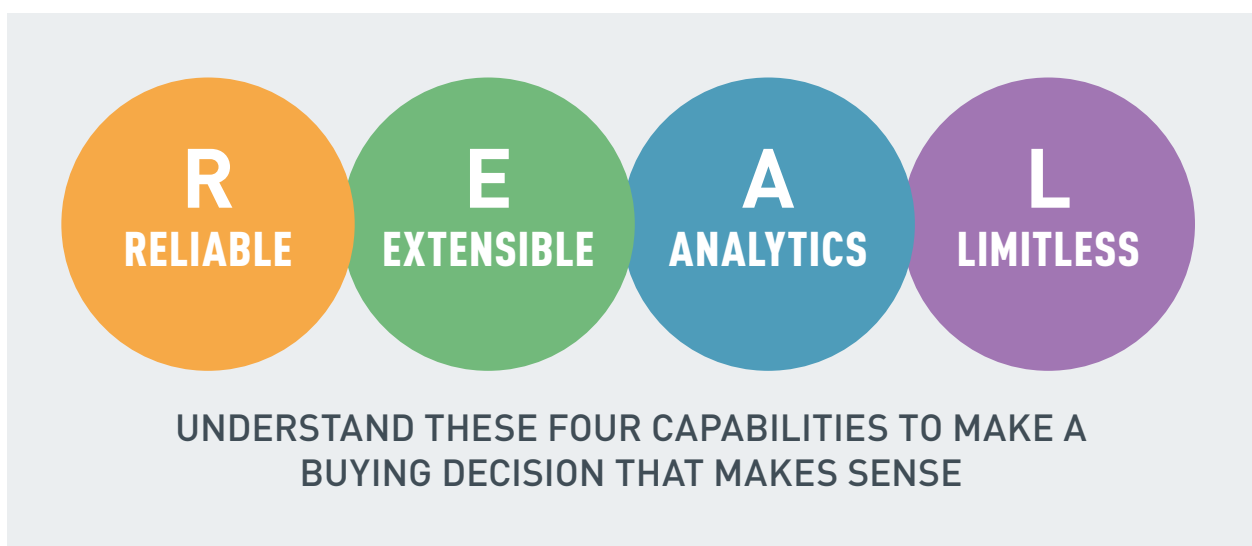 R E A L
RELIABLE EXTENSIBLE ANALYTICS LIMITLESS
UNDERSTAND THESE FOUR CAPABILITIES TO MAKE A
BUYING DECISION THAT MAKES SENSE